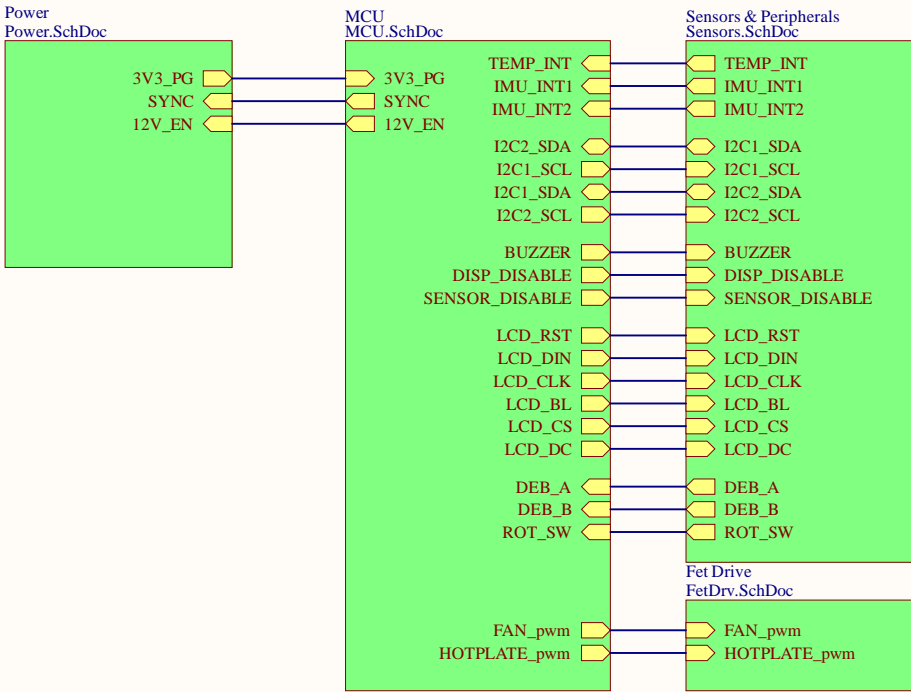 Power
Power.SchDoc
3V3_PG
SYNC
12V_EN
MCU
MCU.SchDoc
3V3_PG
SYNC
12V_EN
TEMP_INT
IMU_INT1
IMU_INT2
I2C2_SDA
I2C1_SCL
I2C1_SDA
I2C2_SCL
BUZZER
DISP_DISABLE
SENSOR_DISABLE
LCD_RST
LCD_DIN
LCD_CLK
LCD_BL
LCD_CS
LCD_DC
DEB_A
DEB_B
ROT_SW
FAN_pwm
HOTPLATE_pwm
Sensors & Peripherals
Sensors.SchDoc
TEMP_INT
IMU_INT1
IMU_INT2
I2C1_SDA
I2C1_SCL
I2C2_SDA
I2C2_SCL
BUZZER
DISP_DISABLE
SENSOR_DISABLE
LCD_RST
LCD_DIN
LCD_CLK
LCD_BL
LCD_CS
LCD_DC
DEB_A
DEB_B
ROT_SW
Fet Drive
FetDrv.SchDoc
FAN_pwm
HOTPLATE_pwm